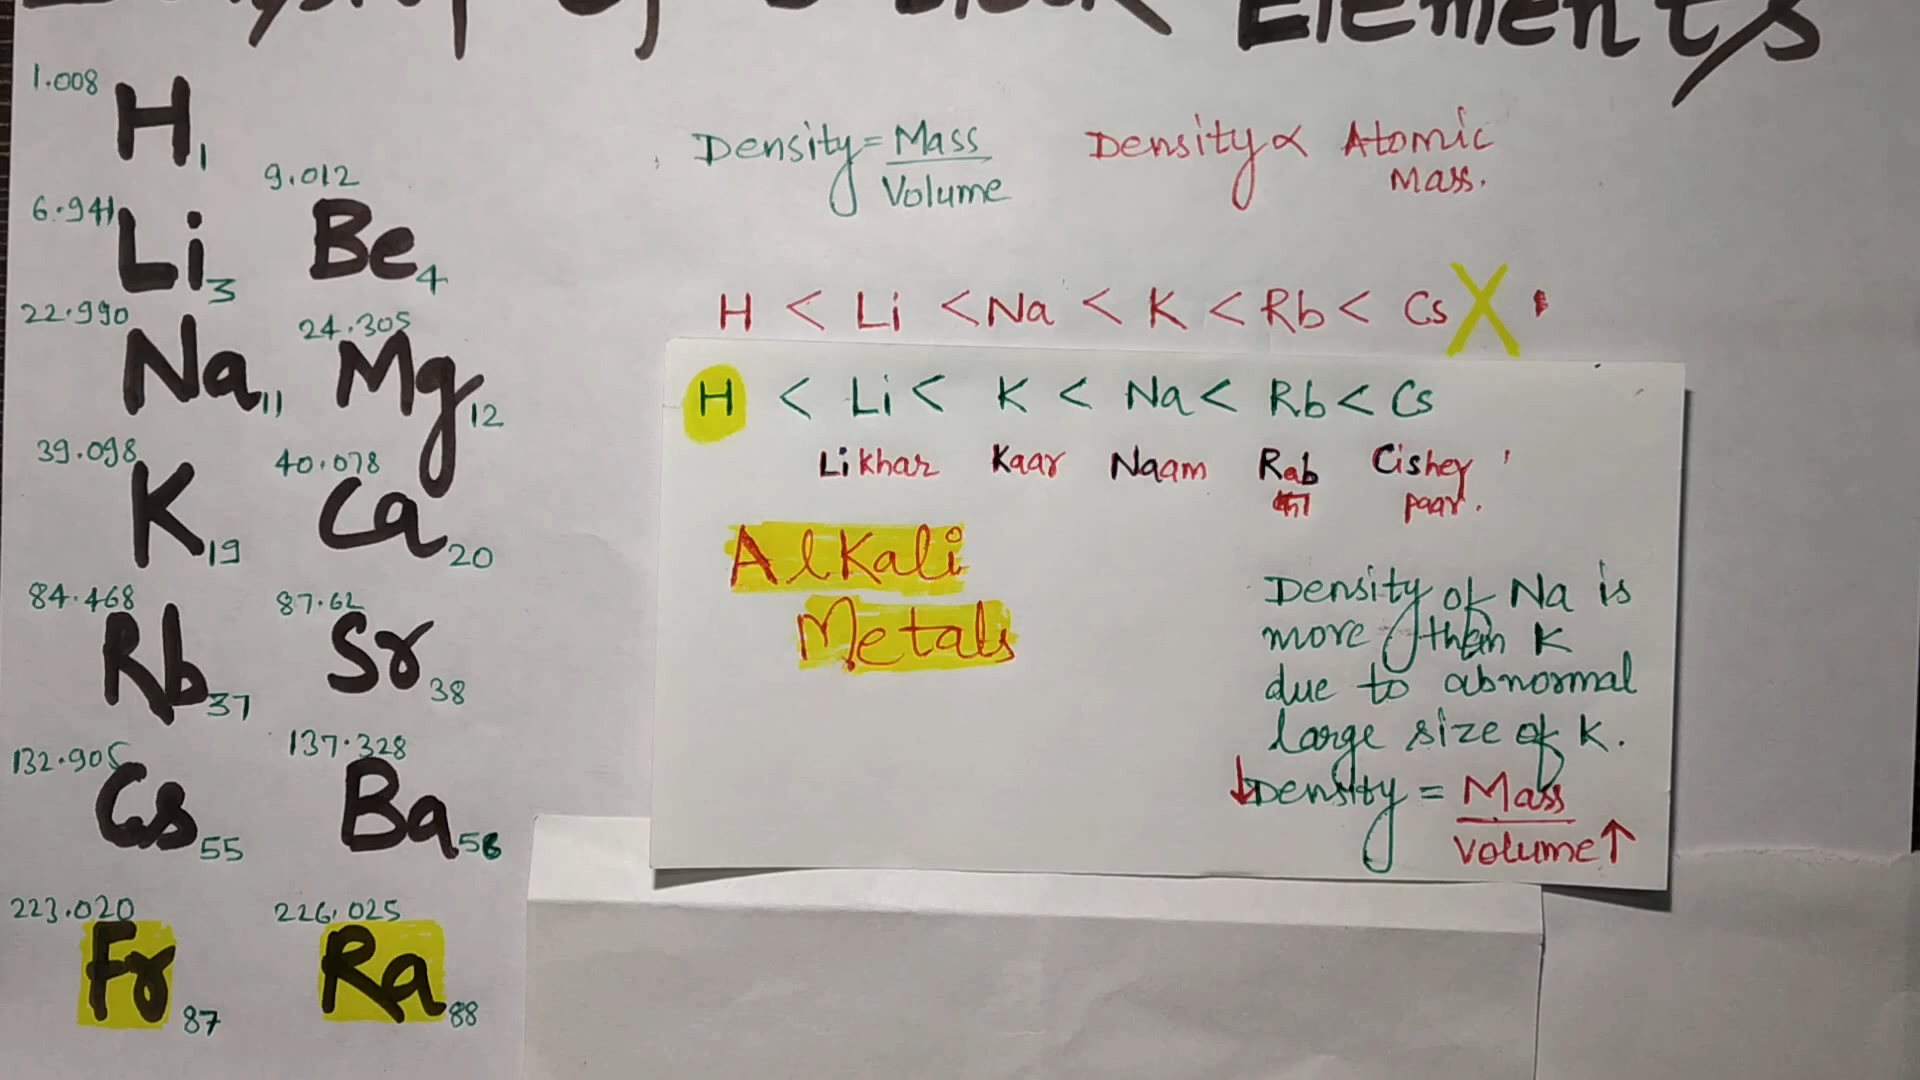 Density of S Block Elements
1.008
H 1
6.941
Li 3
9.012
Be 4
22.990
Na 11
24.305
Mg 12
39.098
K 19
40.078
Ca 20
84.468
Rb 37
87.62
Sr 38
132.905
Cs 55
137.328
Ba 56
223.020
Fr 87
226.025
Ra 88
Density = Mass
Volume
Density ∝ Atomic
Mass.
H < Li < Na < K < Rb < Cs X
H < Li < K < Na < Rb < Cs
Likhar Kaar Naam Rab Cishey
paar.
Alkali
Metals
Density of Na is
more than K
due to abnormal
large size of K.
↓Density = Mass
Volume↑